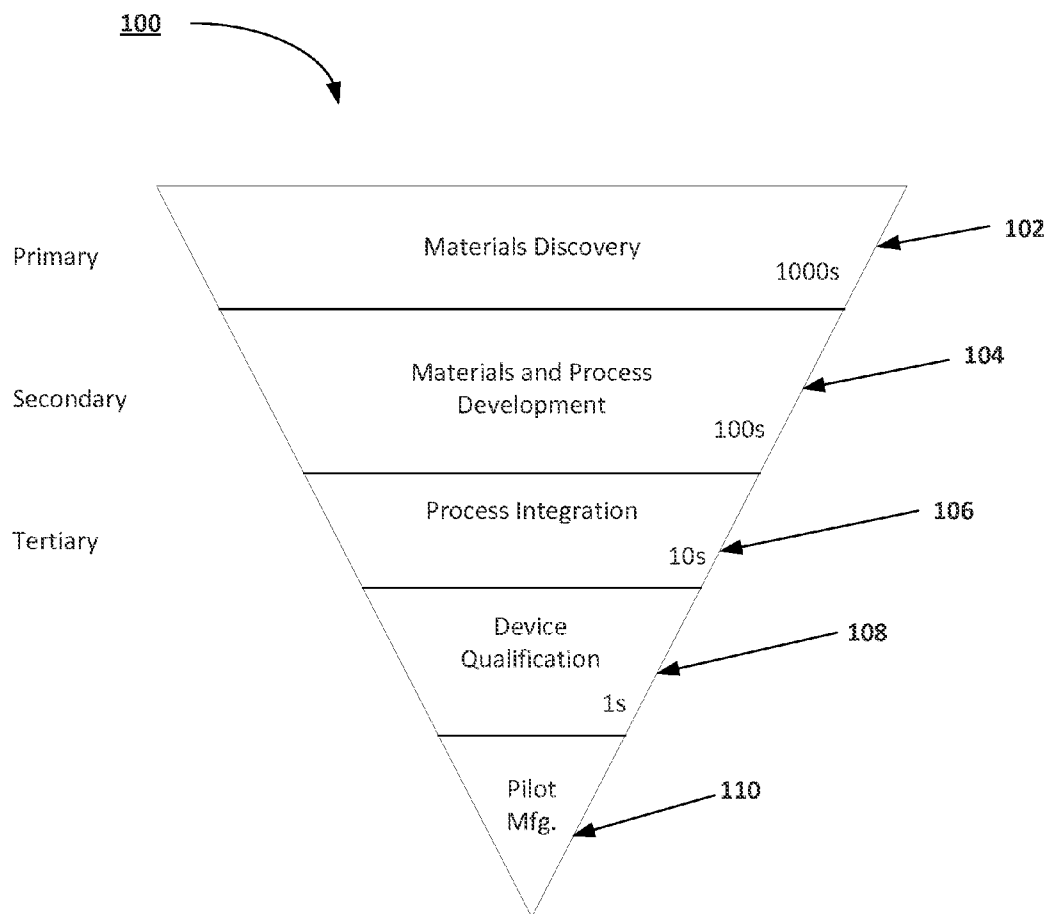 100
102
Primary
Materials Discovery
1000s
104
Secondary
Materials and Process
Development
100s
106
Tertiary
Process Integration
10s
108
Device
Qualification
1s
110
Pilot
Mfg.